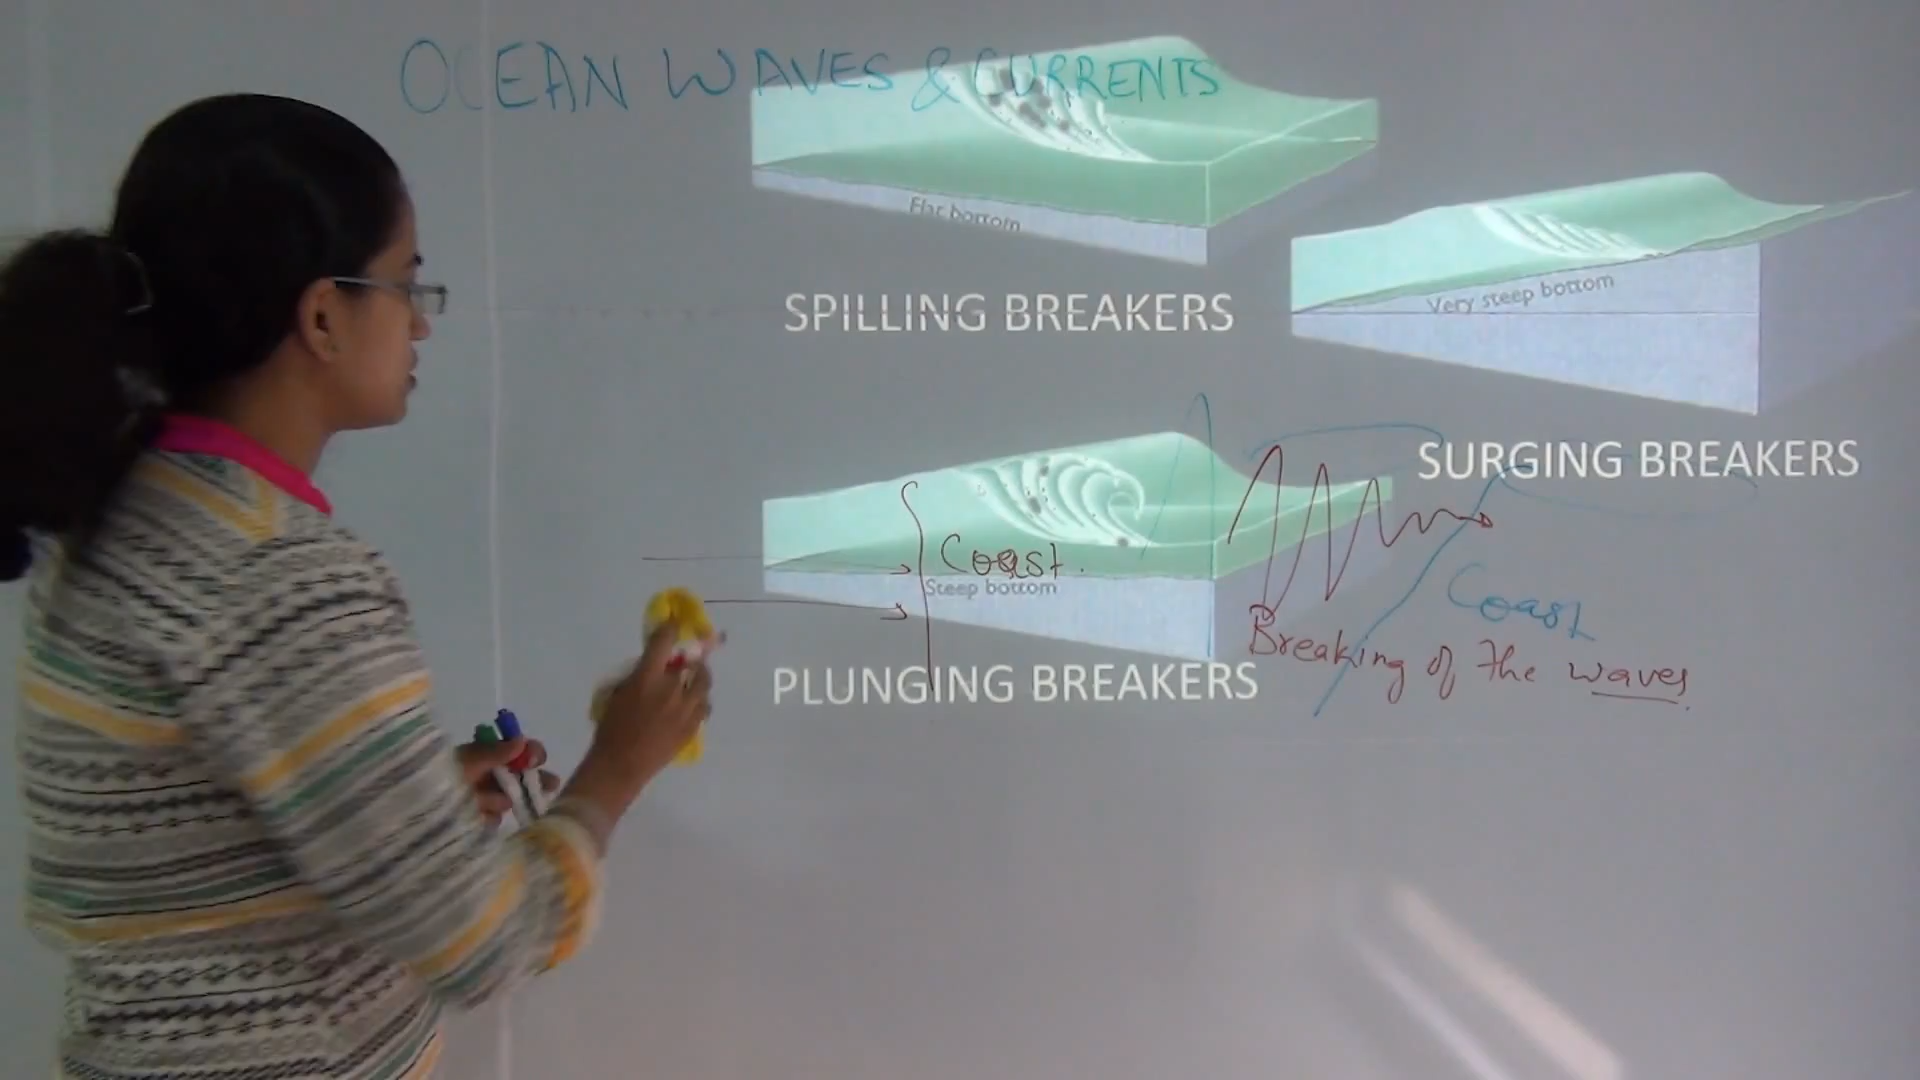 OCEAN WAVES & CURRENTS
Flat bottom
SPILLING BREAKERS
Very steep bottom
SURGING BREAKERS
Coast.
Steep bottom
PLUNGING BREAKERS
Coast
Breaking of the waves.